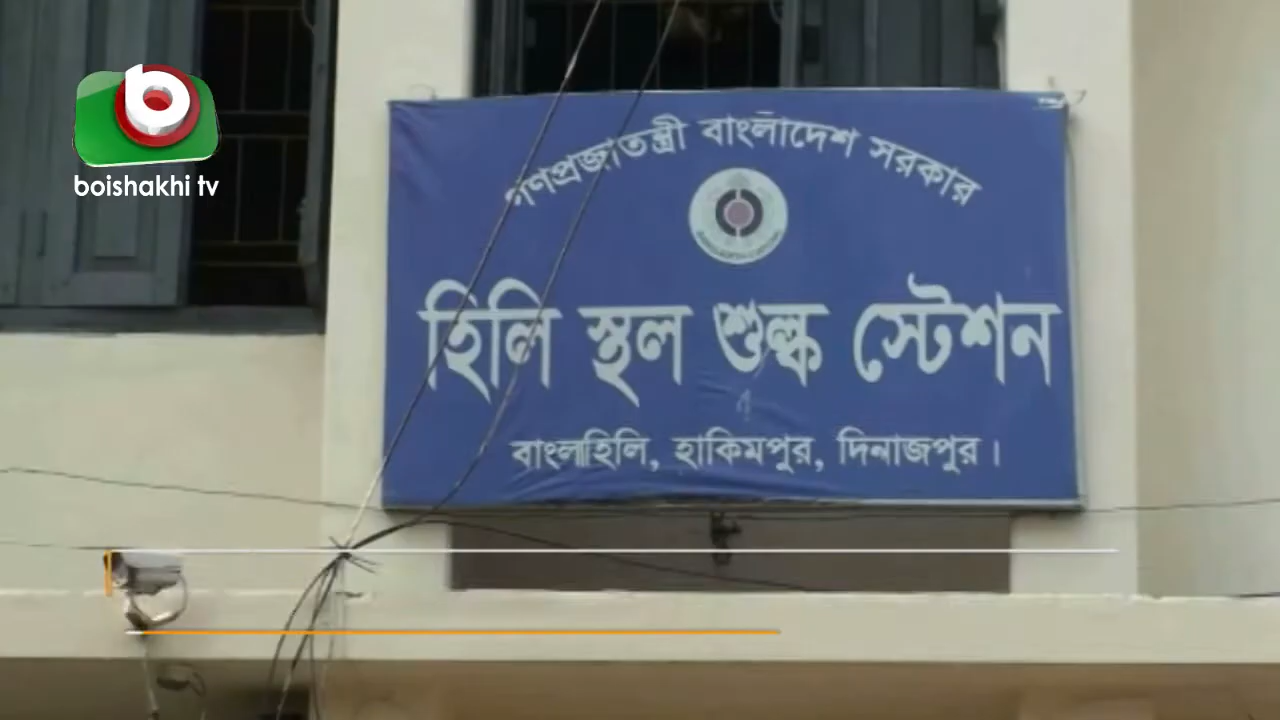 boishakhi tv
গণপ্রজাতন্ত্রী বাংলাদেশ সরকার
হিলি স্থল শুল্ক স্টেশন
বাংলাহিলি, হাকিমপুর, দিনাজপুর।